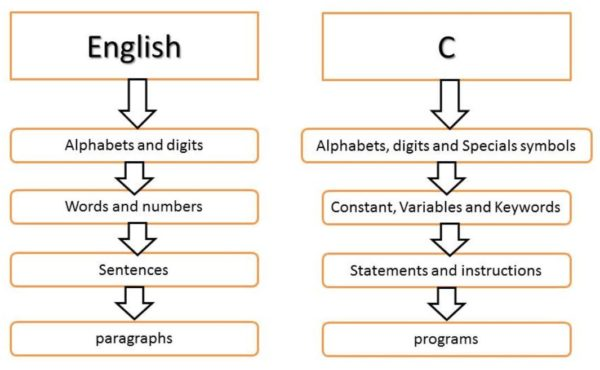 English
Alphabets and digits
Words and numbers
Sentences
paragraphs
C
Alphabets, digits and Specials symbols
Constant, Variables and Keywords
Statements and instructions
programs